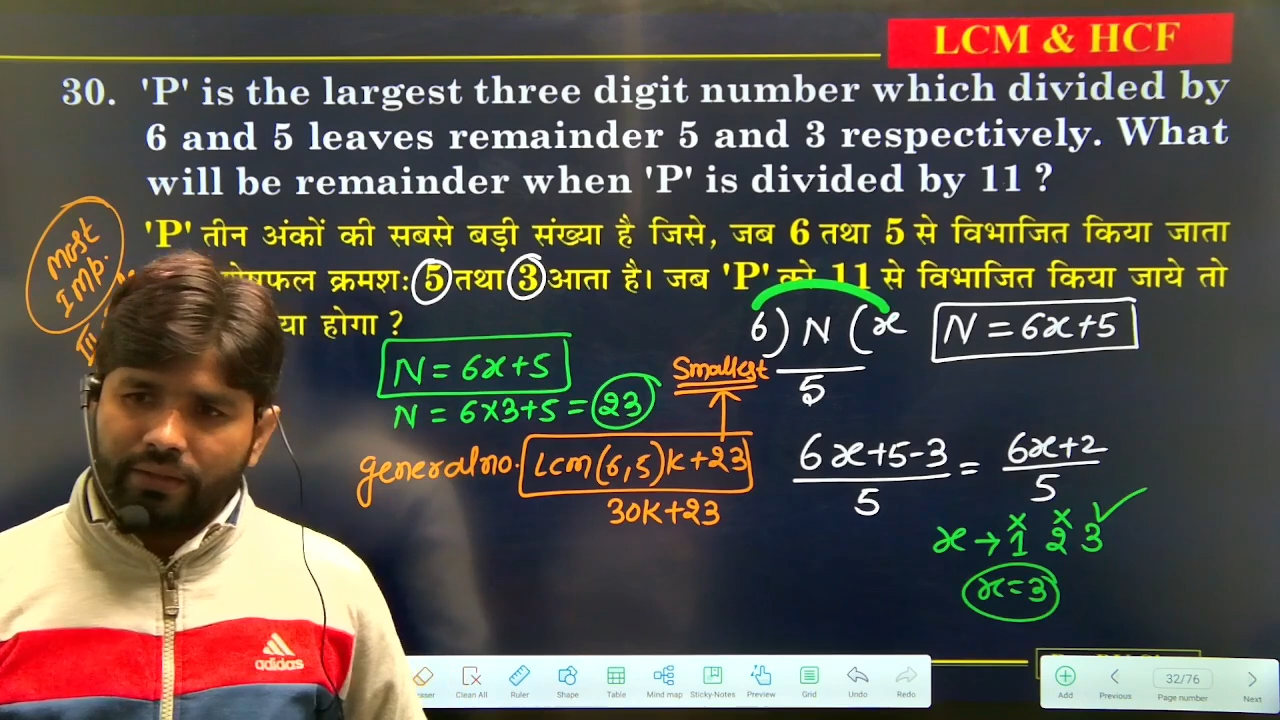 LCM & HCF
30. 'P' is the largest three digit number which divided by
6 and 5 leaves remainder 5 and 3 respectively. What
will be remainder when 'P' is divided by 11 ?
'P' तीन अंकों की सबसे बड़ी संख्या है जिसे, जब 6 तथा 5 से विभाजित किया जाता
क्रमश: 5 तथा 3 आता है। जब 'P' को 11 से विभाजित किया जाये तो
होगा ?
Most
Imp.
6) N (x
5
N = 6x+5
N = 6x+5
N = 6×3+5 = 23
Smallest
general no. Lcm(6,5)K+23
30K+23
6x+5-3 = 6x+2
5 5
x → 1 2 3
x=3
adidas
Clean All Ruler Shape Table Mind map Sticky-Notes Preview Grid Undo Redo
Add Previous 32/76 Page number Next